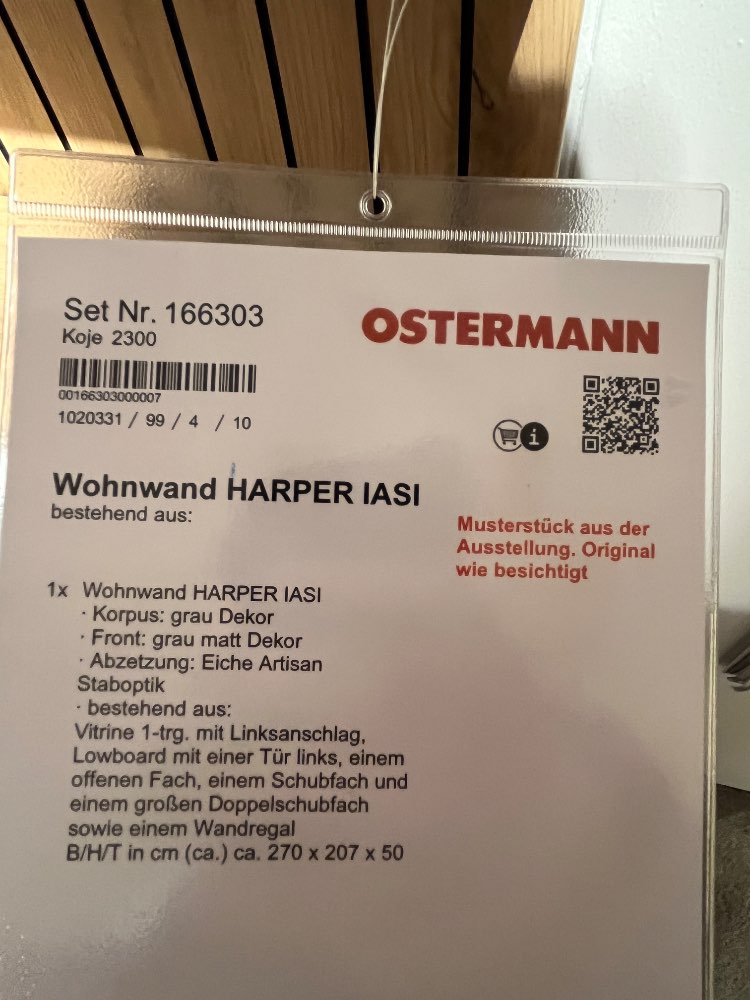 Set Nr. 166303
Koje 2300
OSTERMANN
00166303000007
1020331 / 99 / 4 / 10
i
Wohnwand HARPER IASI
bestehend aus:
Musterstück aus der
Ausstellung. Original
wie besichtigt
1x Wohnwand HARPER IASI
· Korpus: grau Dekor
· Front: grau matt Dekor
· Abzetzung: Eiche Artisan
Staboptik
· bestehend aus:
Vitrine 1-trg. mit Linksanschlag,
Lowboard mit einer Tür links, einem
offenen Fach, einem Schubfach und
einem großen Doppelschubfach
sowie einem Wandregal
B/H/T in cm (ca.) ca. 270 x 207 x 50